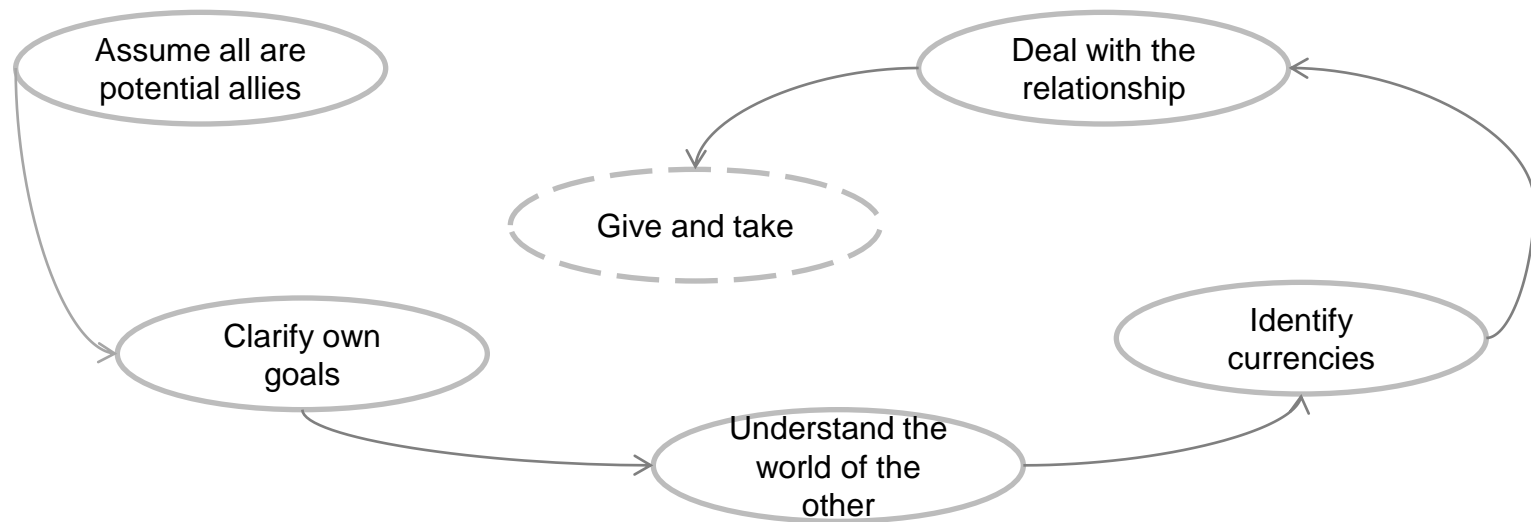 Assume all are
potential allies
Deal with the
relationship
Give and take
Clarify own
goals
Identify
currencies
Understand the
world of the
other